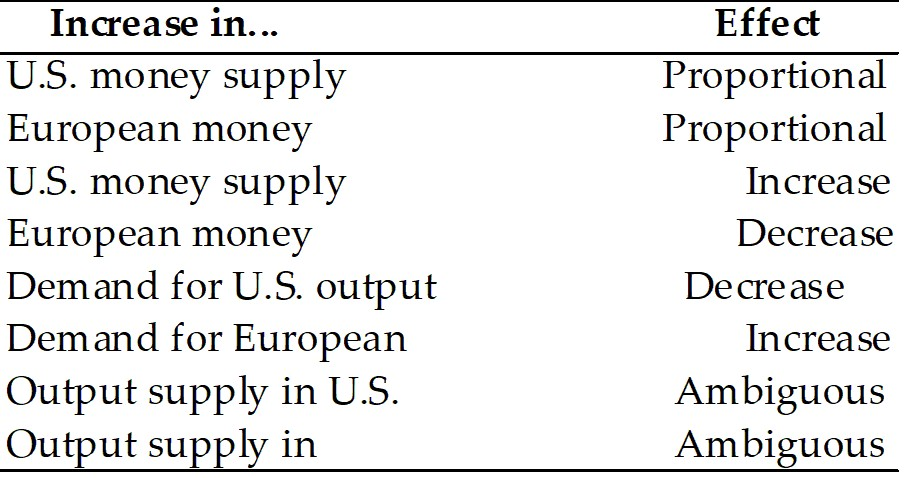 Increase in... Effect
U.S. money supply Proportional
European money Proportional
U.S. money supply Increase
European money Decrease
Demand for U.S. output Decrease
Demand for European Increase
Output supply in U.S. Ambiguous
Output supply in Ambiguous